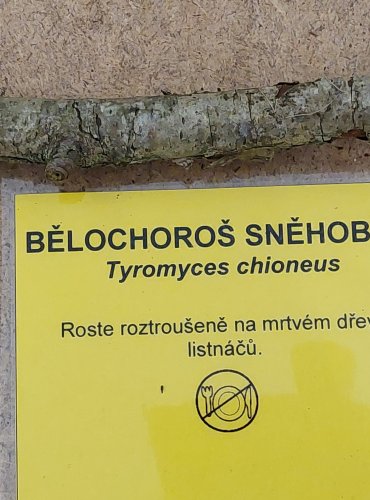 BĚLOCHOROŠ SNĚHOB
Tyromyces chioneus
Roste roztroušeně na mrtvém dřev
listnáčů.